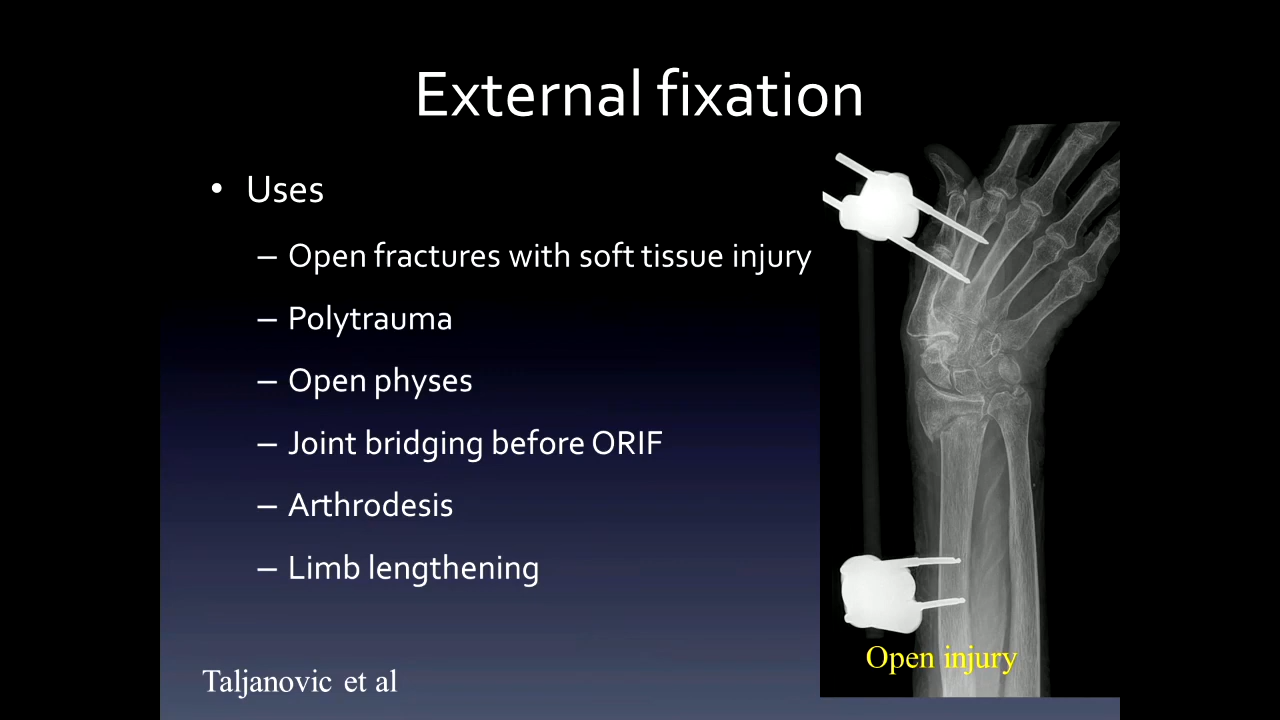 External fixation
• Uses
– Open fractures with soft tissue injury
– Polytrauma
– Open physes
– Joint bridging before ORIF
– Arthrodesis
– Limb lengthening
Open injury
Taljanovic et al